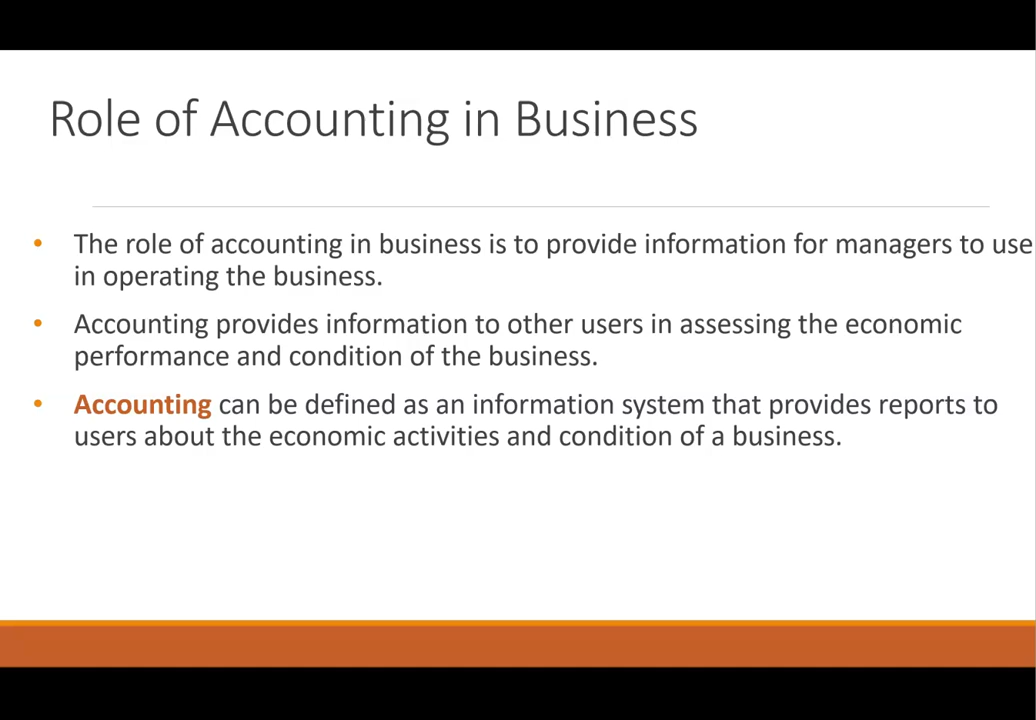 Role of Accounting in Business
• The role of accounting in business is to provide information for managers to use
in operating the business.
• Accounting provides information to other users in assessing the economic
performance and condition of the business.
• Accounting can be defined as an information system that provides reports to
users about the economic activities and condition of a business.